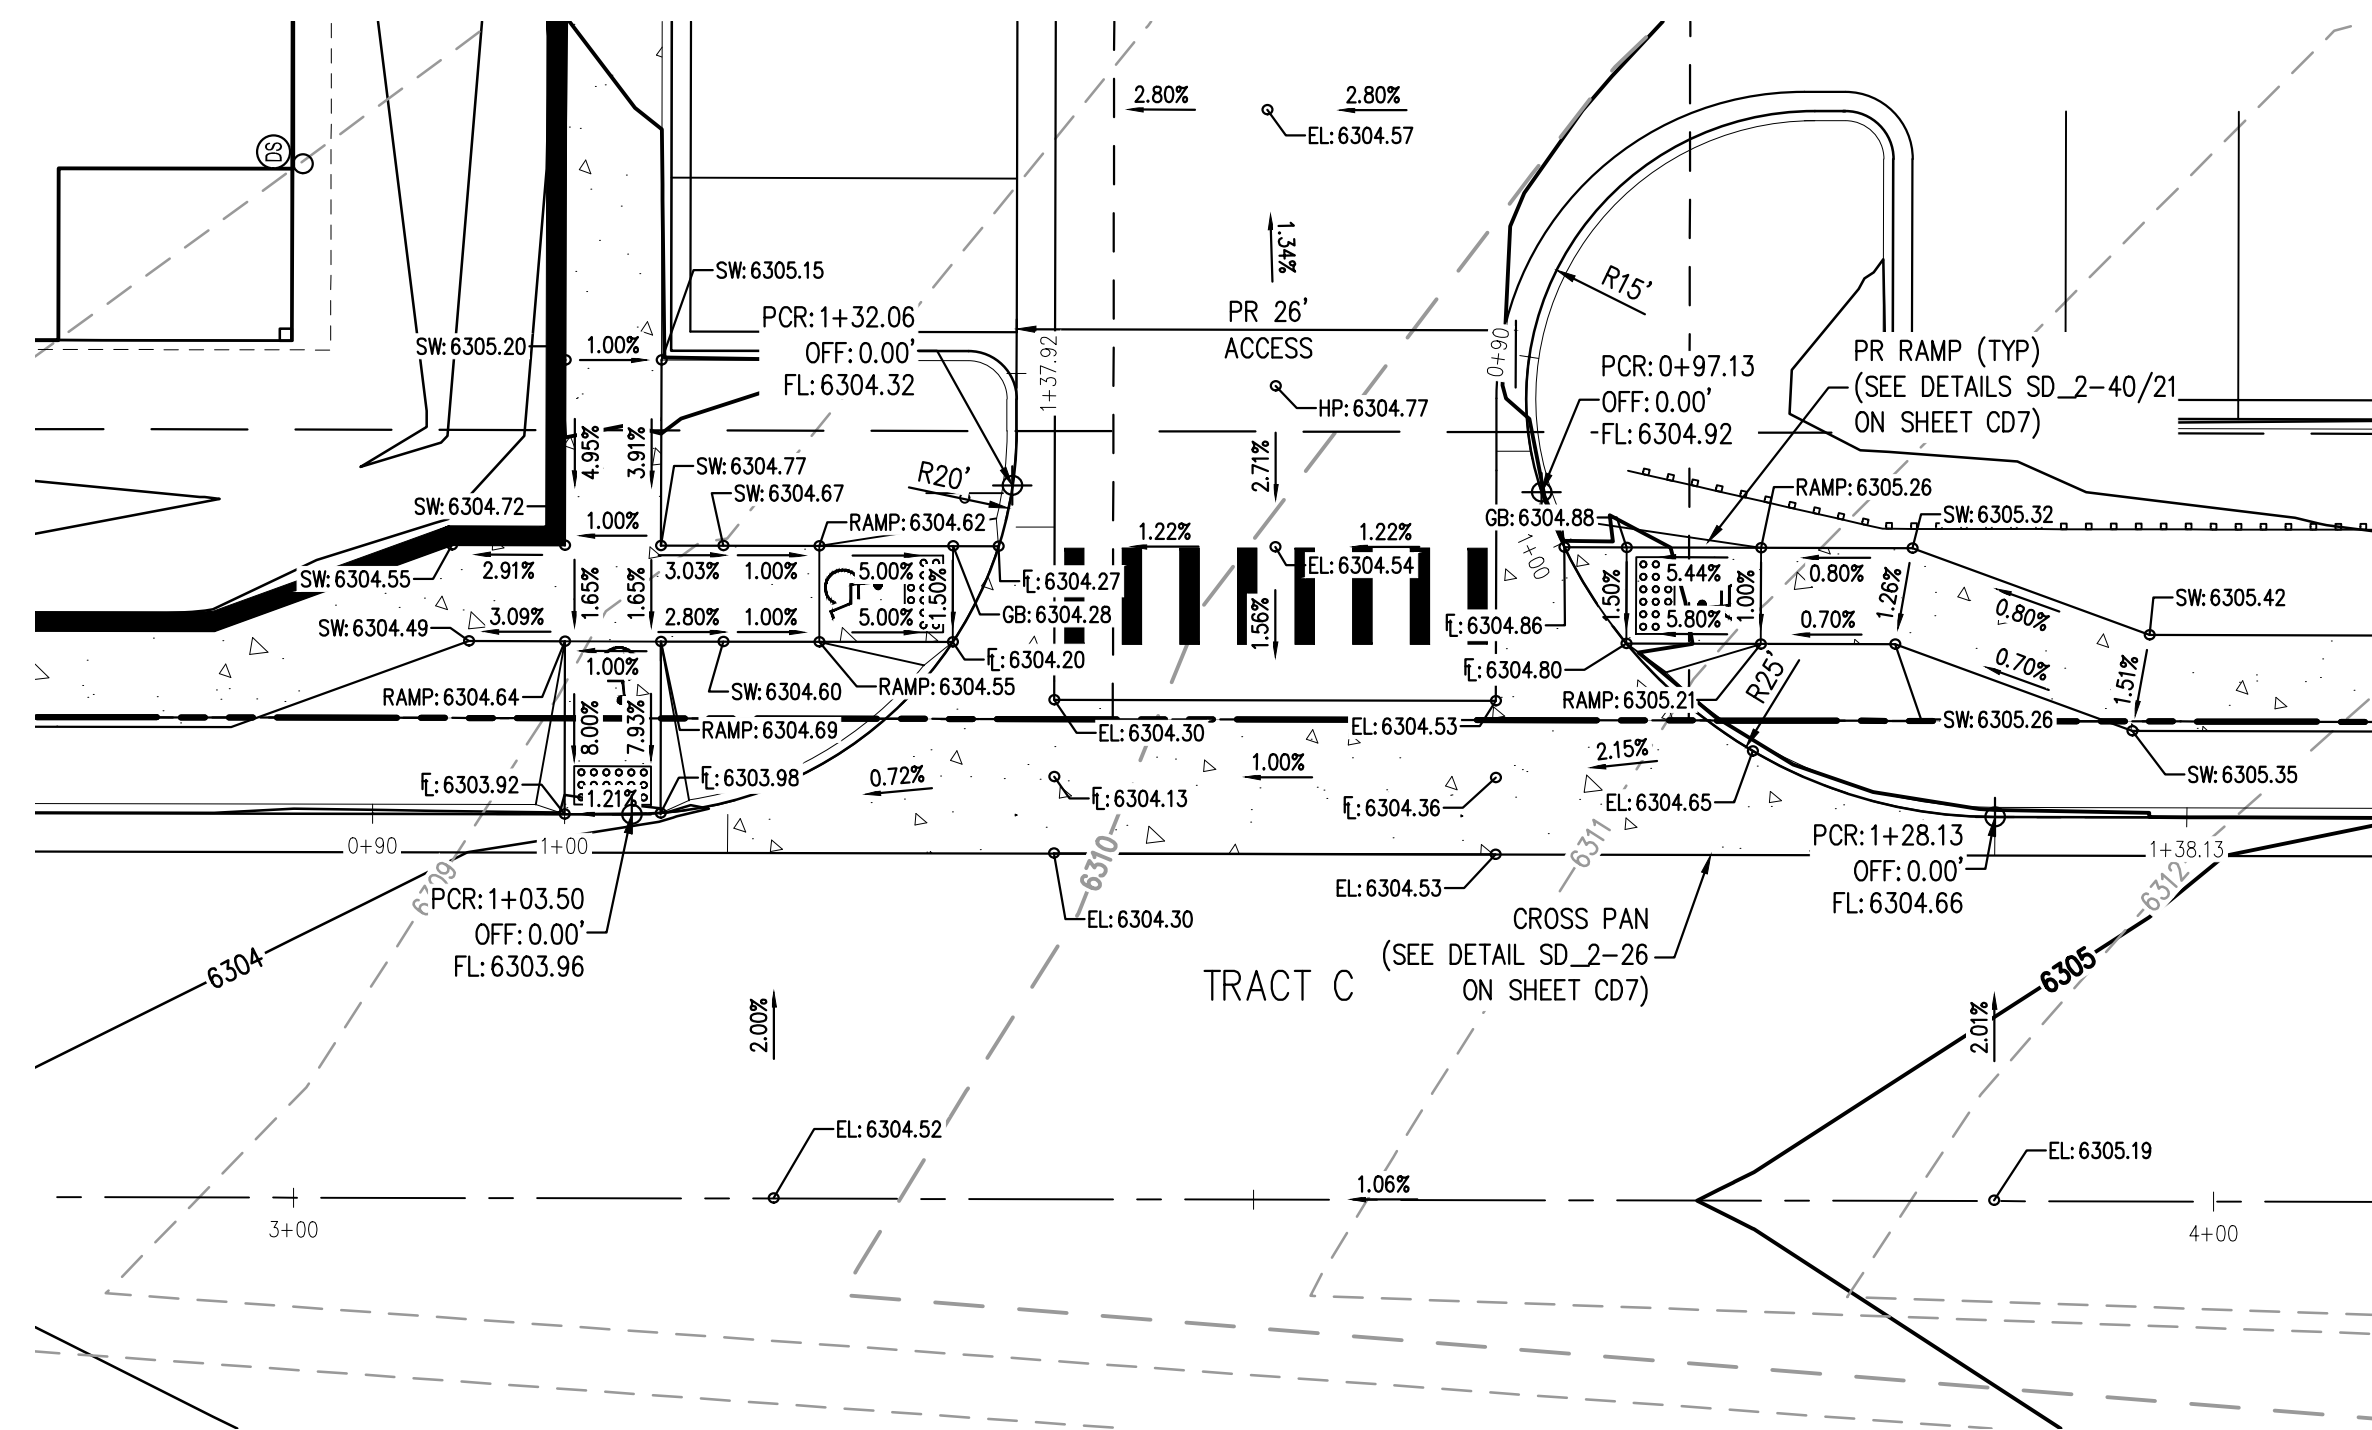 2.80%
2.80%
EL: 6304.57
DS
1.34%
SW: 6305.15
R15'
PCR: 1+32.06
OFF: 0.00'
FL: 6304.32
PR 26'
ACCESS
SW: 6305.20
1.00%
1+37.92
0+90
PCR: 0+97.13
OFF: 0.00'
FL: 6304.92
PR RAMP (TYP)
(SEE DETAILS SD_2-40/21
ON SHEET CD7)
HP: 6304.77
4.95%
3.91%
2.71%
SW: 6304.77
SW: 6304.67
R20'
SW: 6304.72
1.00%
RAMP: 6304.62
RAMP: 6305.26
GB: 6304.88
SW: 6305.32
1.22%
1.22%
EL: 6304.54
1+00
SW: 6304.55
2.91%
1.65%
1.65%
3.03%
1.00%
5.00%
1.50%
FL: 6304.27
GB: 6304.28
1.56%
1.50%
5.44%
1.00%
0.80%
1.26%
0.80%
SW: 6305.42
SW: 6304.49
3.09%
2.80%
1.00%
5.00%
FL: 6304.86
5.80%
0.70%
0.70%
1.51%
FL: 6304.20
FL: 6304.80
1.00%
RAMP: 6304.64
SW: 6304.60
RAMP: 6304.55
RAMP: 6305.21
R25'
SW: 6305.26
8.00%
7.93%
RAMP: 6304.69
EL: 6304.30
EL: 6304.53
2.15%
FL: 6303.92
1.21%
FL: 6303.98
0.72%
1.00%
FL: 6304.13
FL: 6304.36
EL: 6304.65
SW: 6305.35
0+90
1+00
PCR: 1+28.13
OFF: 0.00'
FL: 6304.66
1+38.13
6309
6310
6311
6312
PCR: 1+03.50
OFF: 0.00'
FL: 6303.96
EL: 6304.30
EL: 6304.53
CROSS PAN
(SEE DETAIL SD_2-26
ON SHEET CD7)
6304
TRACT C
6305
2.00%
2.01%
EL: 6304.52
EL: 6305.19
1.06%
3+00
4+00